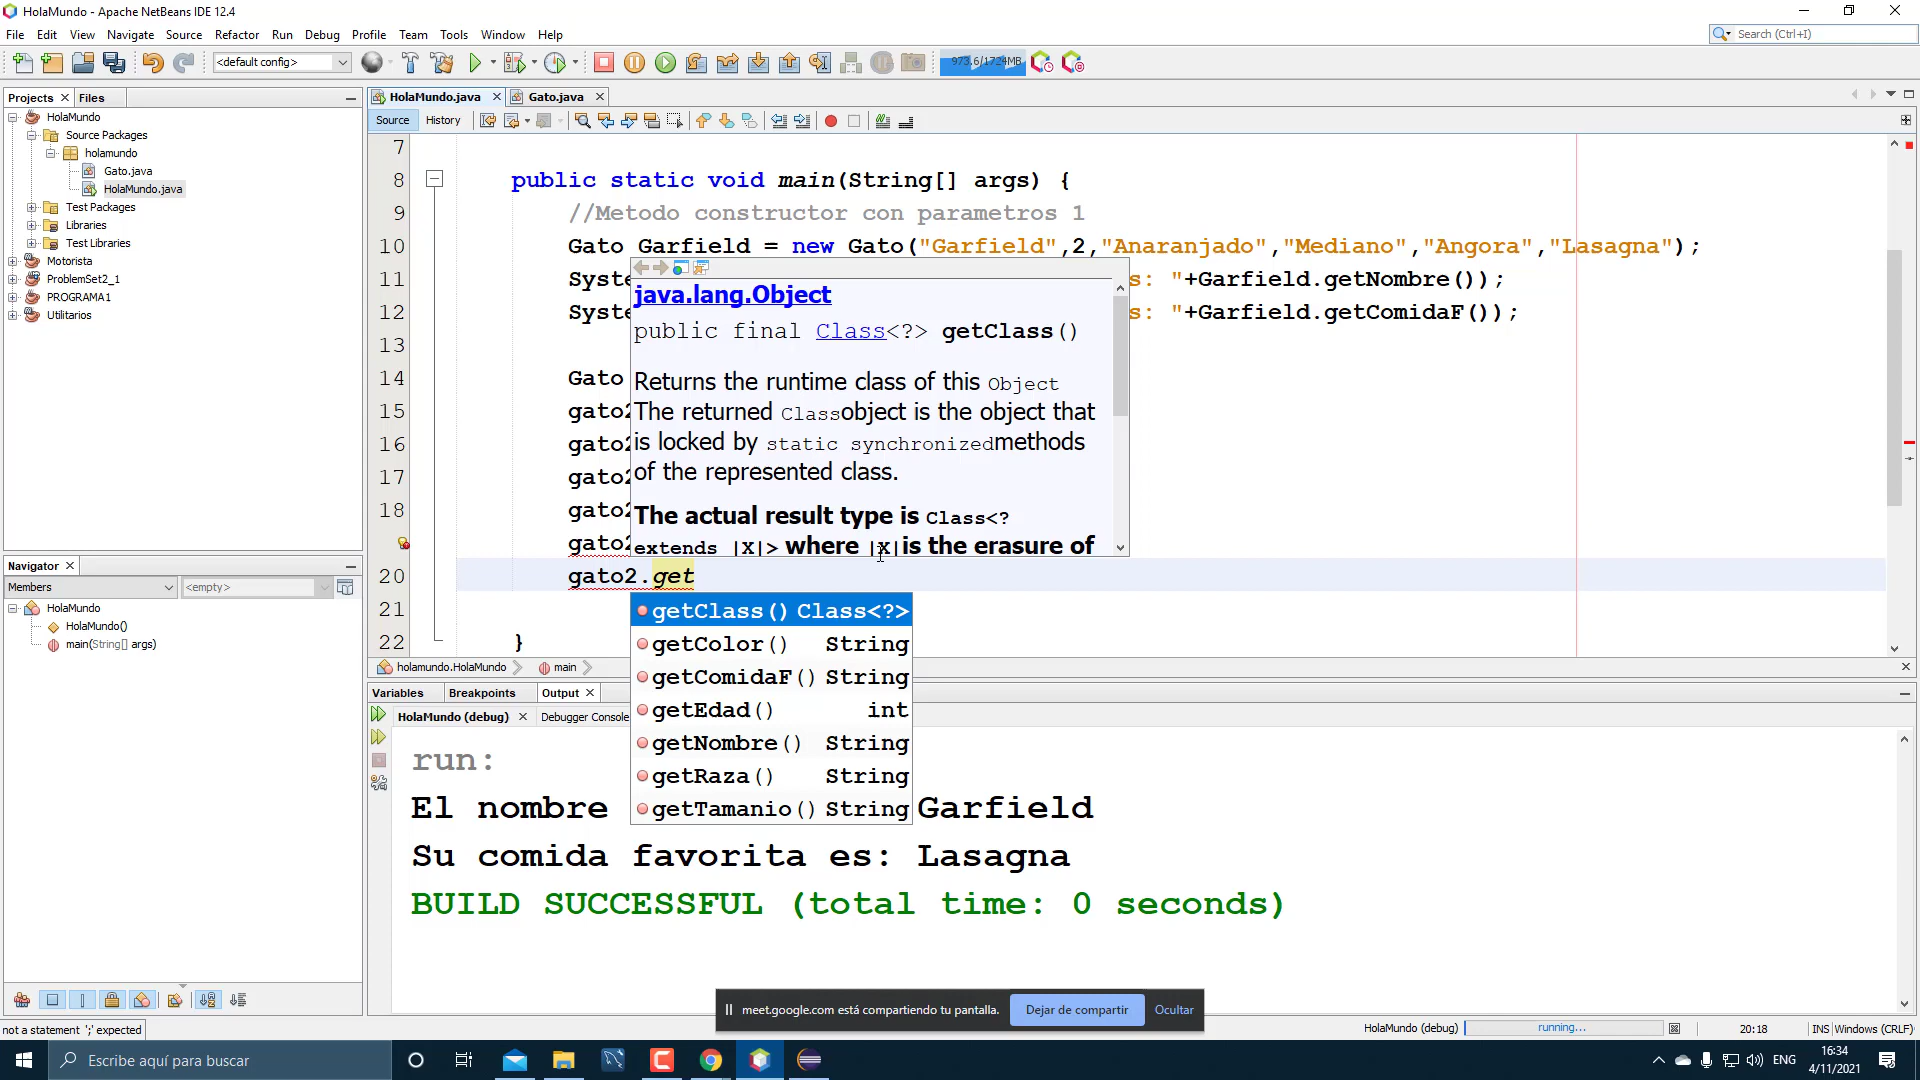 HolaMundo - Apache NetBeans IDE 12.4
File Edit View Navigate Source Refactor Run Debug Profile Team Tools Window Help
Search (Ctrl+I)
<default config>
973.6/1724MB
Projects Files
HolaMundo
Source Packages
holamundo
Gato.java
HolaMundo.java
Test Packages
Libraries
Test Libraries
Motorista
ProblemSet2_1
PROGRAMA1
Utilitarios
Navigator
Members
<empty>
HolaMundo
HolaMundo()
main(String[] args)
HolaMundo.java Gato.java
Source History
7
8 public static void main(String[] args) {
9 //Metodo constructor con parametros 1
10 Gato Garfield = new Gato("Garfield",2,"Anaranjado","Mediano","Angora","Lasagna");
11 Syste s: "+Garfield.getNombre());
12 Syste s: "+Garfield.getComidaF());
13
14 Gato
15 gato2
16 gato2
17 gato2
18 gato2
gato2
20 gato2.get
21
22 }
java.lang.Object
public final Class<?> getClass()
Returns the runtime class of this Object
The returned Classobject is the object that
is locked by static synchronizedmethods
of the represented class.
The actual result type is Class<?
extends |X|> where |X|is the erasure of
getClass() Class<?>
getColor() String
getComidaF() String
getEdad() int
getNombre() String
getRaza() String
getTamanio() String
holamundo.HolaMundo main
Variables Breakpoints Output
HolaMundo (debug) Debugger Console
run:
El nombre Garfield
Su comida favorita es: Lasagna
BUILD SUCCESSFUL (total time: 0 seconds)
meet.google.com está compartiendo tu pantalla. Dejar de compartir Ocultar
not a statement ';' expected
HolaMundo (debug) running... 20:18 INS Windows (CRLF)
Escribe aquí para buscar
ENG
16:34
4/11/2021